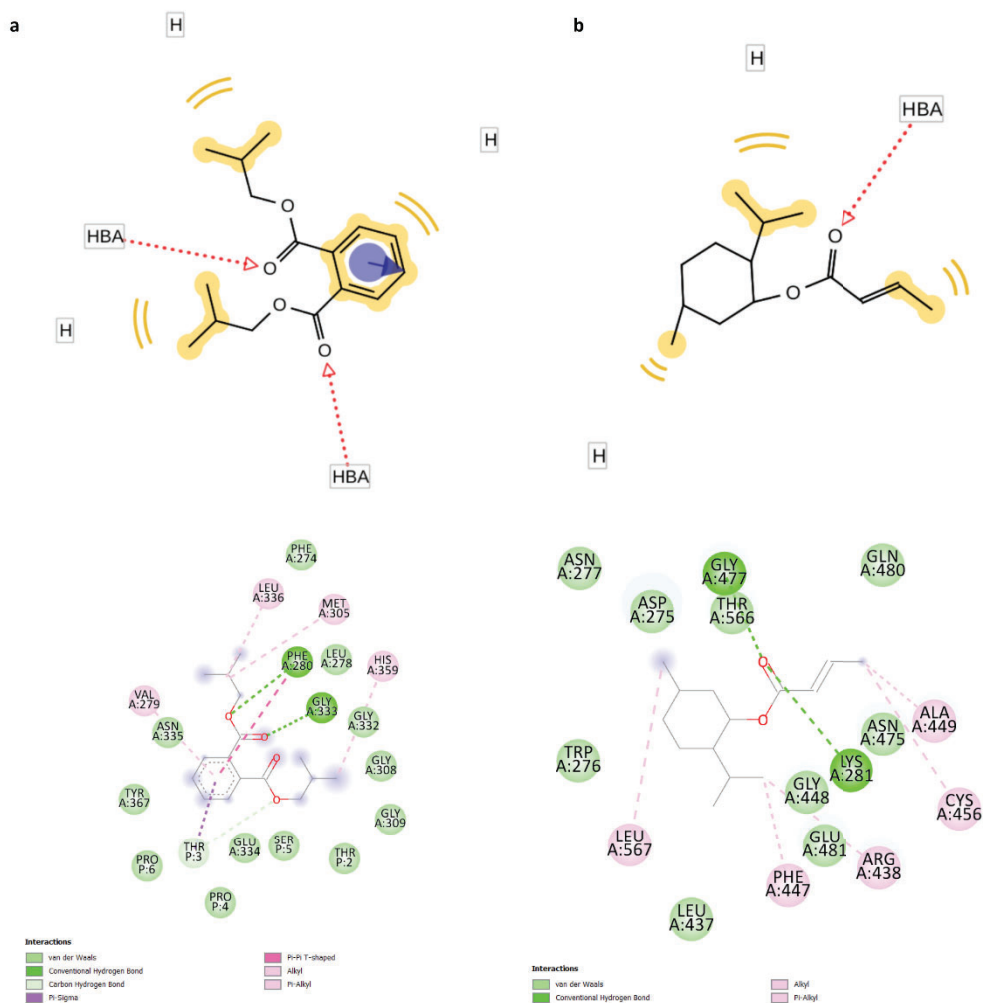 a
b
H
H
HBA
H
HBA
H
HBA
H
O
O
O
O
O
O
PHE
A:274
LEU
A:336
MET
A:305
PHE
A:280
LEU
A:278
HIS
A:359
VAL
A:279
GLY
A:333
ASN
A:335
GLY
A:332
GLY
A:308
TYR
A:367
GLY
A:309
THR
P:3
GLU
A:334
SER
P:5
THR
P:2
PRO
P:6
PRO
P:4
O
O
O
O
Interactions
van der Waals
Conventional Hydrogen Bond
Carbon Hydrogen Bond
Pi-Sigma
Pi-Pi T-shaped
Alkyl
Pi-Alkyl
ASN
A:277
GLY
A:477
GLN
A:480
ASP
A:275
THR
A:566
O
O
ASN
A:475
ALA
A:449
TRP
A:276
LYS
A:281
GLY
A:448
CYS
A:456
LEU
A:567
GLU
A:481
ARG
A:438
PHE
A:447
LEU
A:437
Interactions
van der Waals
Conventional Hydrogen Bond
Alkyl
Pi-Alkyl